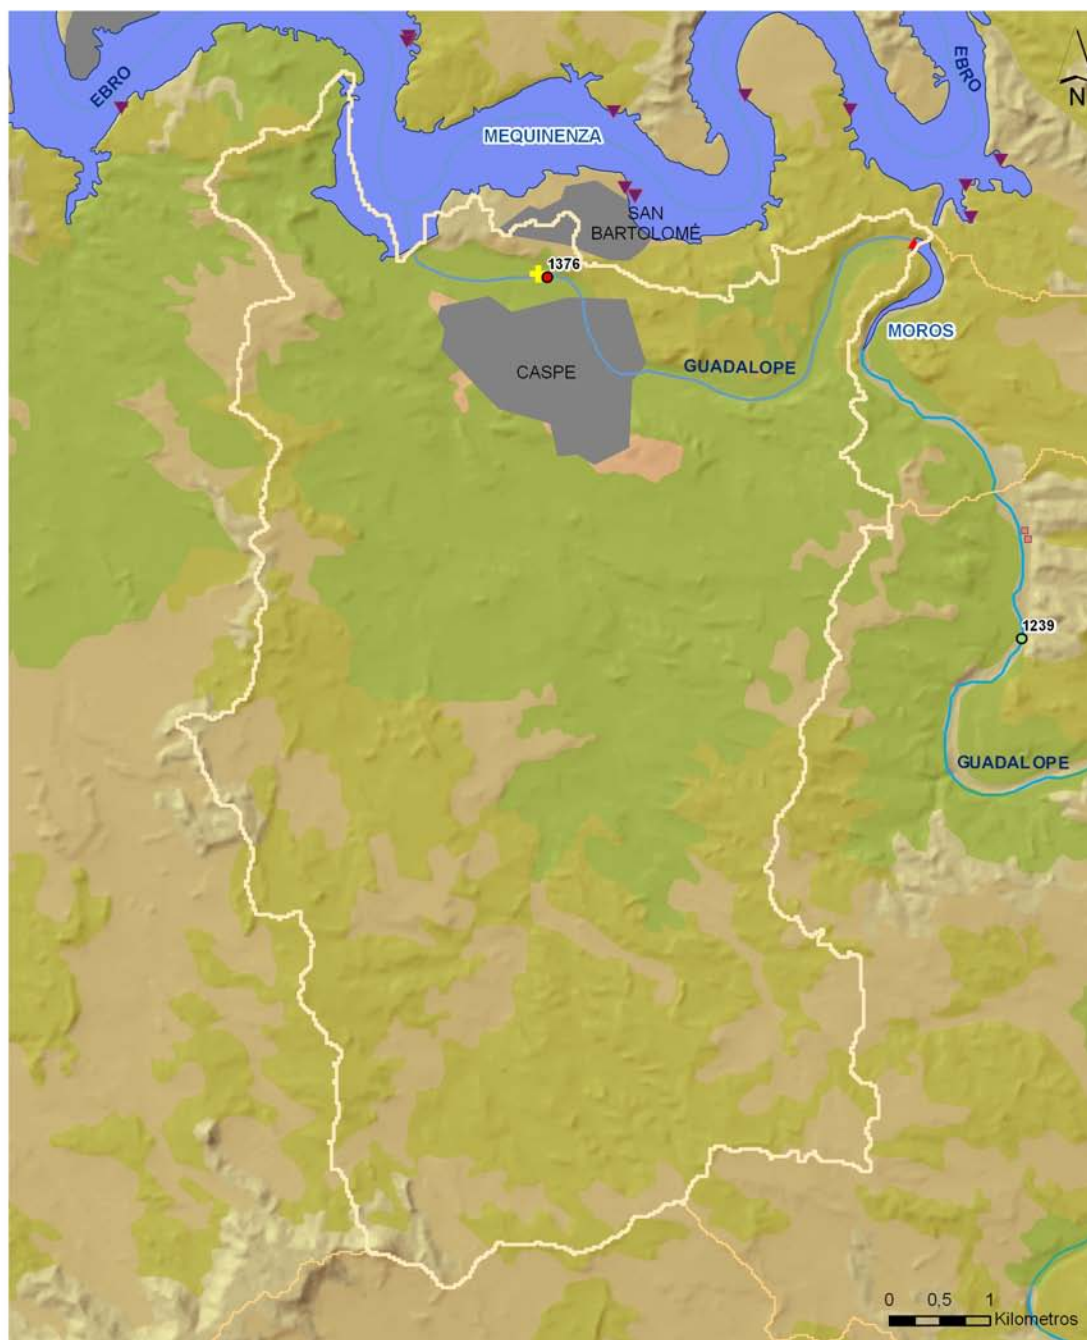 EBRO
EBRO
N
MEQUINENZA
SAN
BARTOLOMÉ
1376
MOROS
GUADALOPE
CASPE
1239
GUADALOPE
0 0,5 1
Kilometros